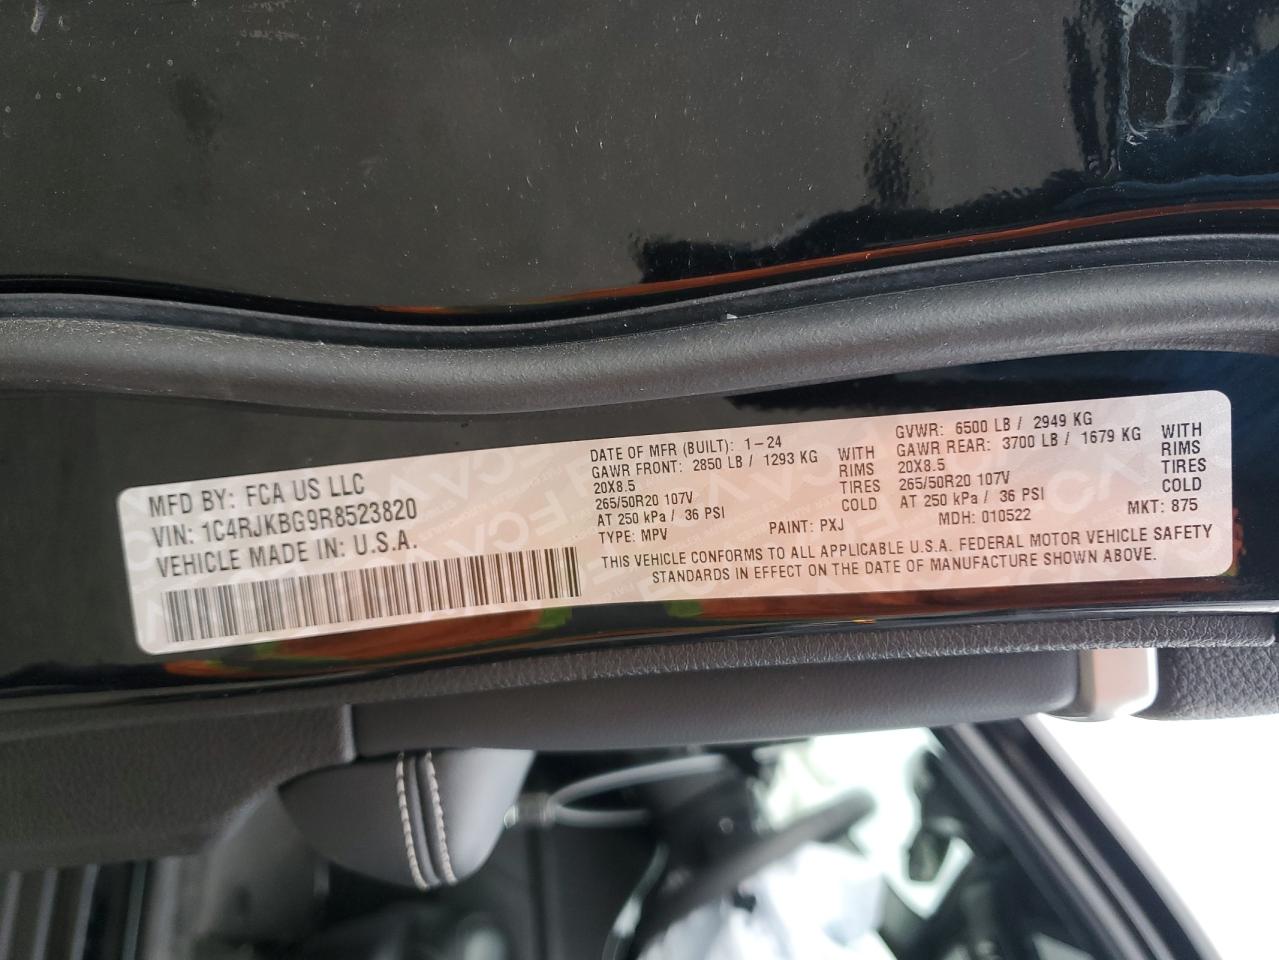 MFD BY: FCA US LLC
VIN: 1C4RJKBG9R8523820
VEHICLE MADE IN: U.S.A.
DATE OF MFR (BUILT): 1-24
GAWR FRONT: 2850 LB / 1293 KG WITH
20X8.5 RIMS
265/50R20 107V TIRES
AT 250 kPa / 36 PSI COLD
TYPE: MPV PAINT: PXJ
GVWR: 6500 LB / 2949 KG
GAWR REAR: 3700 LB / 1679 KG WITH
20X8.5 RIMS
265/50R20 107V TIRES
AT 250 kPa / 36 PSI COLD
MDH: 010522 MKT: 875
THIS VEHICLE CONFORMS TO ALL APPLICABLE U.S.A. FEDERAL MOTOR VEHICLE SAFETY
STANDARDS IN EFFECT ON THE DATE OF MANUFACTURE SHOWN ABOVE.